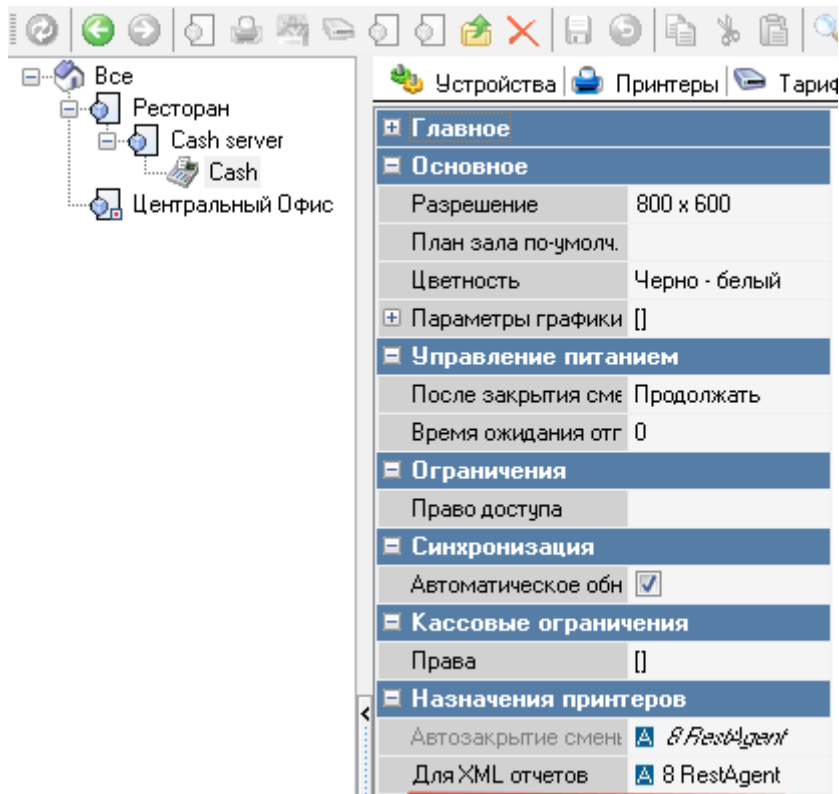 Все
Ресторан
Cash server
Cash
Центральный Офис
Устройства Принтеры Тариф
Главное
Основное
Разрешение 800 x 600
План зала по-умолч.
Цветность Черно - белый
Параметры графики []
Управление питанием
После закрытия сме Продолжать
Время ожидания отг 0
Ограничения
Право доступа
Синхронизация
Автоматическое обн
Кассовые ограничения
Права []
Назначения принтеров
Автозакрытие смень A 8 RestAgent
Для XML отчетов A 8 RestAgent